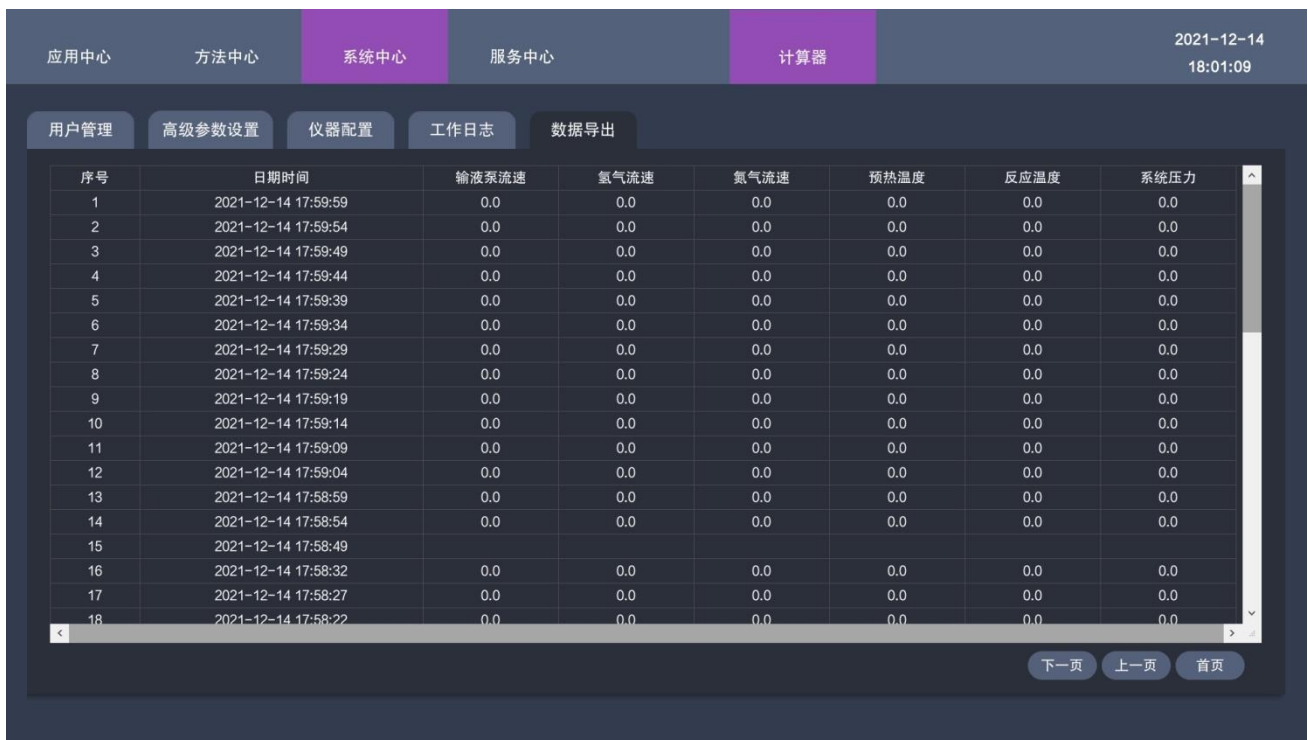 应用中心 方法中心 系统中心 服务中心 计算器 2021-12-14
18:01:09
用户管理 高级参数设置 仪器配置 工作日志 数据导出
序号 日期时间 输液泵流速 氢气流速 氮气流速 预热温度 反应温度 系统压力
1 2021-12-14 17:59:59 0.0 0.0 0.0 0.0 0.0 0.0
2 2021-12-14 17:59:54 0.0 0.0 0.0 0.0 0.0 0.0
3 2021-12-14 17:59:49 0.0 0.0 0.0 0.0 0.0 0.0
4 2021-12-14 17:59:44 0.0 0.0 0.0 0.0 0.0 0.0
5 2021-12-14 17:59:39 0.0 0.0 0.0 0.0 0.0 0.0
6 2021-12-14 17:59:34 0.0 0.0 0.0 0.0 0.0 0.0
7 2021-12-14 17:59:29 0.0 0.0 0.0 0.0 0.0 0.0
8 2021-12-14 17:59:24 0.0 0.0 0.0 0.0 0.0 0.0
9 2021-12-14 17:59:19 0.0 0.0 0.0 0.0 0.0 0.0
10 2021-12-14 17:59:14 0.0 0.0 0.0 0.0 0.0 0.0
11 2021-12-14 17:59:09 0.0 0.0 0.0 0.0 0.0 0.0
12 2021-12-14 17:59:04 0.0 0.0 0.0 0.0 0.0 0.0
13 2021-12-14 17:58:59 0.0 0.0 0.0 0.0 0.0 0.0
14 2021-12-14 17:58:54 0.0 0.0 0.0 0.0 0.0 0.0
15 2021-12-14 17:58:49
16 2021-12-14 17:58:32 0.0 0.0 0.0 0.0 0.0 0.0
17 2021-12-14 17:58:27 0.0 0.0 0.0 0.0 0.0 0.0
18 2021-12-14 17:58:22 0.0 0.0 0.0 0.0 0.0 0.0
下一页 上一页 首页